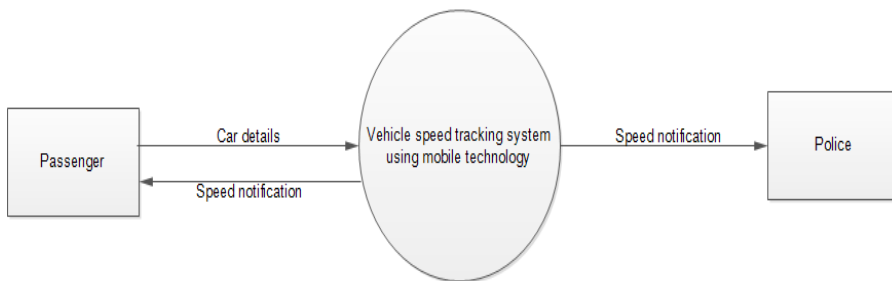 Passenger
Car details
Speed notification
Vehicle speed tracking system
using mobile technology
Speed notification
Police